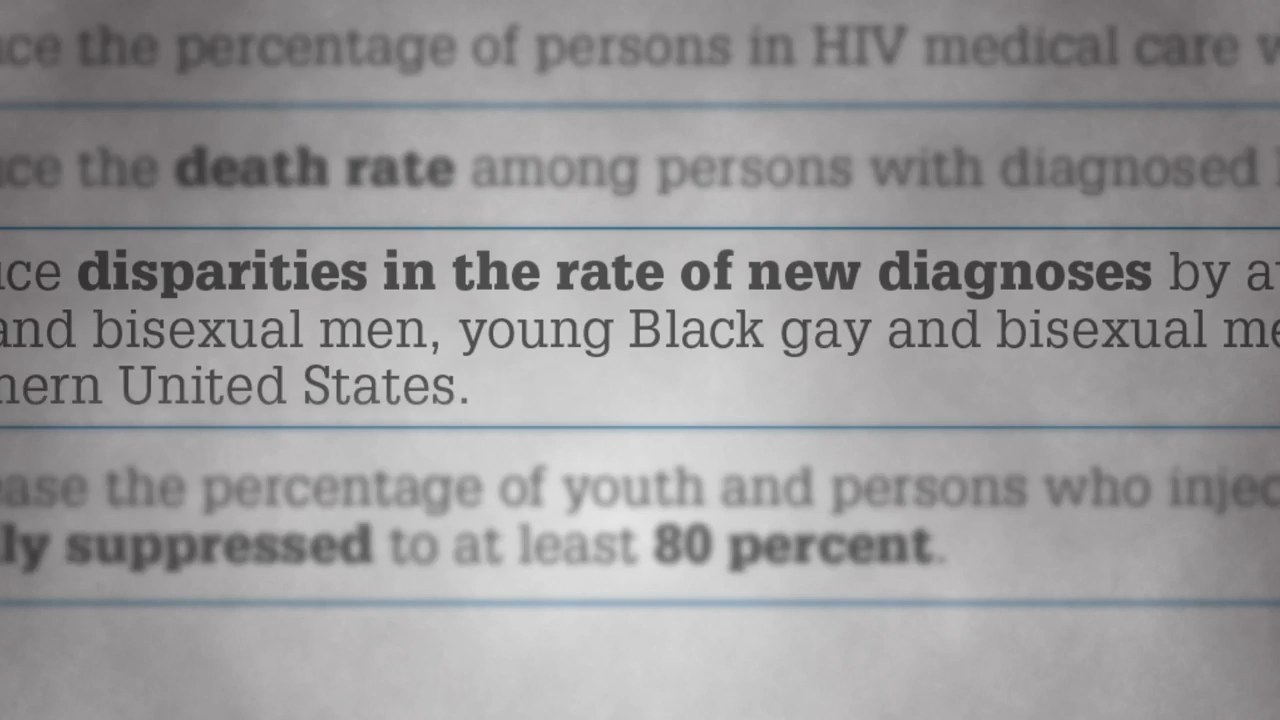 ce the percentage of persons in HIV medical care
ce the death rate among persons with diagnosed
ce disparities in the rate of new diagnoses by
and bisexual men, young Black gay and bisexual
hern United States.
ease the percentage of youth and persons who injec
ly suppressed to at least 80 percent.